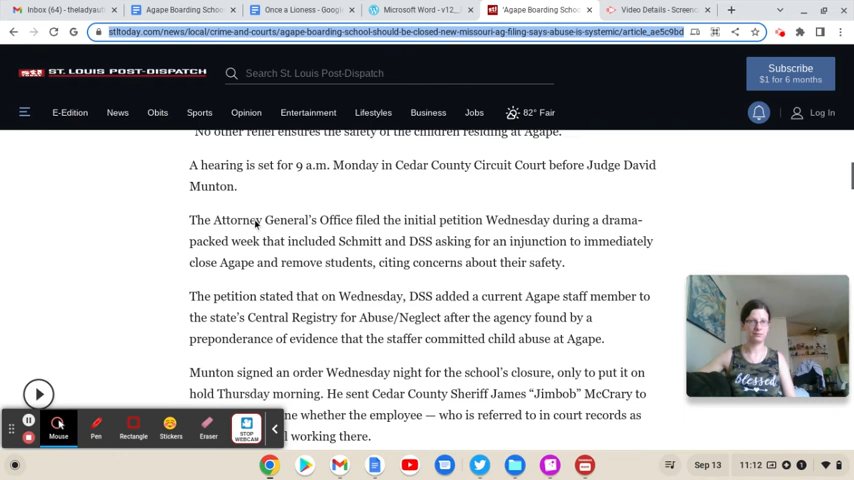 Inbox (64) - theladyauti
Agape Boarding School
Once a Lioness - Google
Microsoft Word - v12_
'Agape Boarding School
Video Details - Screenc
stltoday.com/news/local/crime-and-courts/agape-boarding-school-should-be-closed-new-missouri-ag-filing-says-abuse-is-systemic/article_ae5c9bd
ST. LOUIS POST-DISPATCH
Search St. Louis Post-Dispatch
Subscribe
$1 for 6 months
E-Edition News Obits Sports Opinion Entertainment Lifestyles Business Jobs 82° Fair Log In
"No other relief ensures the safety of the children residing at Agape."
A hearing is set for 9 a.m. Monday in Cedar County Circuit Court before Judge David
Munton.
The Attorney General's Office filed the initial petition Wednesday during a drama-
packed week that included Schmitt and DSS asking for an injunction to immediately
close Agape and remove students, citing concerns about their safety.
The petition stated that on Wednesday, DSS added a current Agape staff member to
the state's Central Registry for Abuse/Neglect after the agency found by a
preponderance of evidence that the staffer committed child abuse at Agape.
Munton signed an order Wednesday night for the school's closure, only to put it on
hold Thursday morning. He sent Cedar County Sheriff James "Jimbob" McCrary to
ne whether the employee — who is referred to in court records as
l working there.
Mouse
Pen
Rectangle
Stickers
Eraser
STOP
WEBCAM
Blessed
Sep 13
11:12